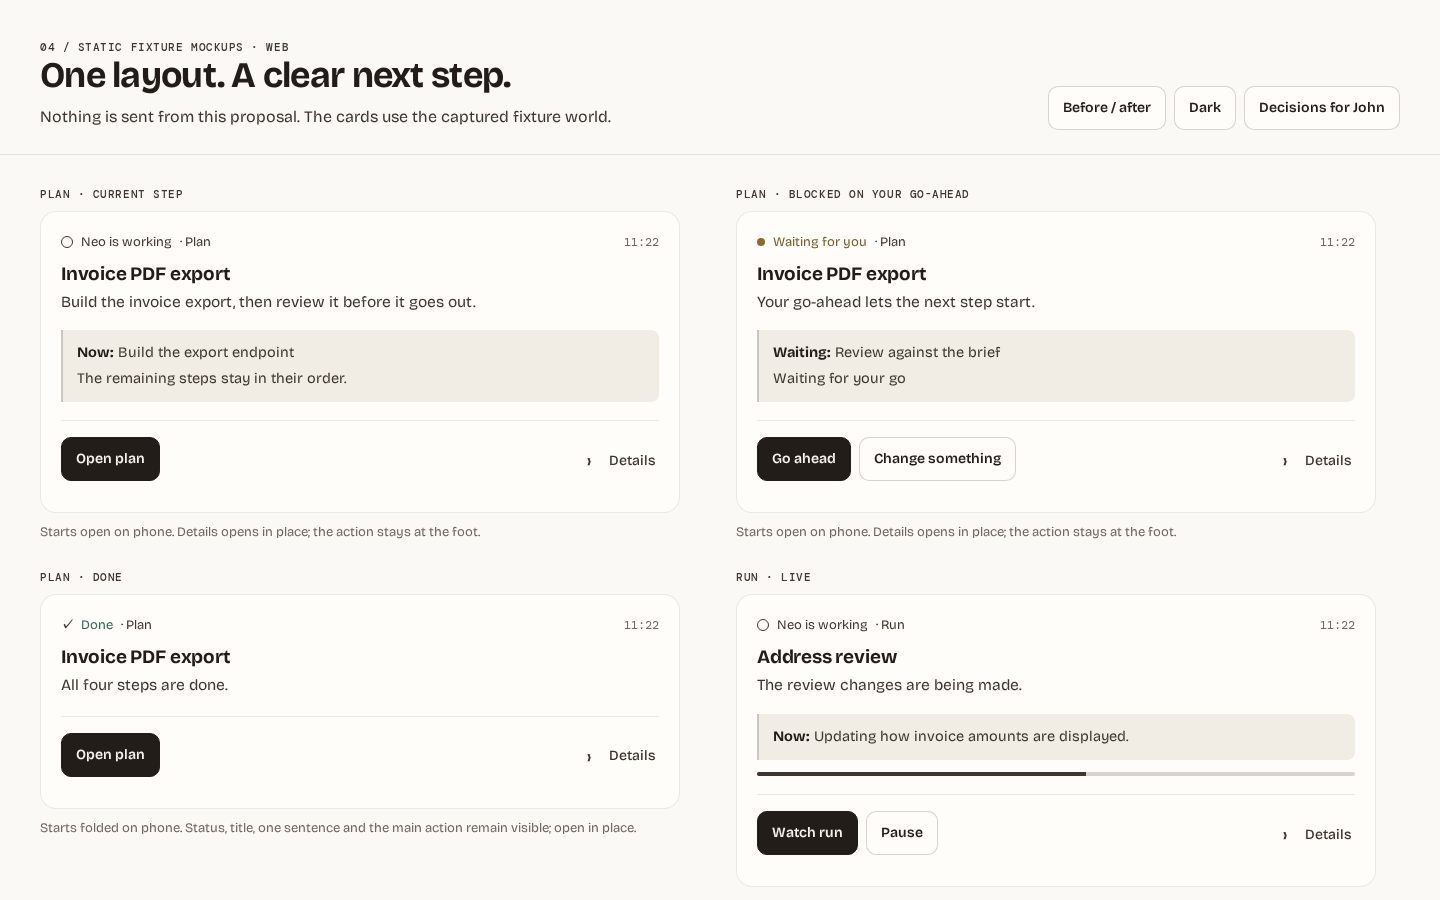 04 / STATIC FIXTURE MOCKUPS · WEB
One layout. A clear next step.
Nothing is sent from this proposal. The cards use the captured fixture world.
Before / after
Dark
Decisions for John
PLAN · CURRENT STEP
Neo is working · Plan
11:22
Invoice PDF export
Build the invoice export, then review it before it goes out.
Now: Build the export endpoint
The remaining steps stay in their order.
Open plan
› Details
Starts open on phone. Details opens in place; the action stays at the foot.
PLAN · BLOCKED ON YOUR GO-AHEAD
Waiting for you · Plan
11:22
Invoice PDF export
Your go-ahead lets the next step start.
Waiting: Review against the brief
Waiting for your go
Go ahead
Change something
› Details
Starts open on phone. Details opens in place; the action stays at the foot.
PLAN · DONE
✓ Done · Plan
11:22
Invoice PDF export
All four steps are done.
Open plan
› Details
Starts folded on phone. Status, title, one sentence and the main action remain visible; open in place.
RUN · LIVE
Neo is working · Run
11:22
Address review
The review changes are being made.
Now: Updating how invoice amounts are displayed.
Watch run
Pause
› Details